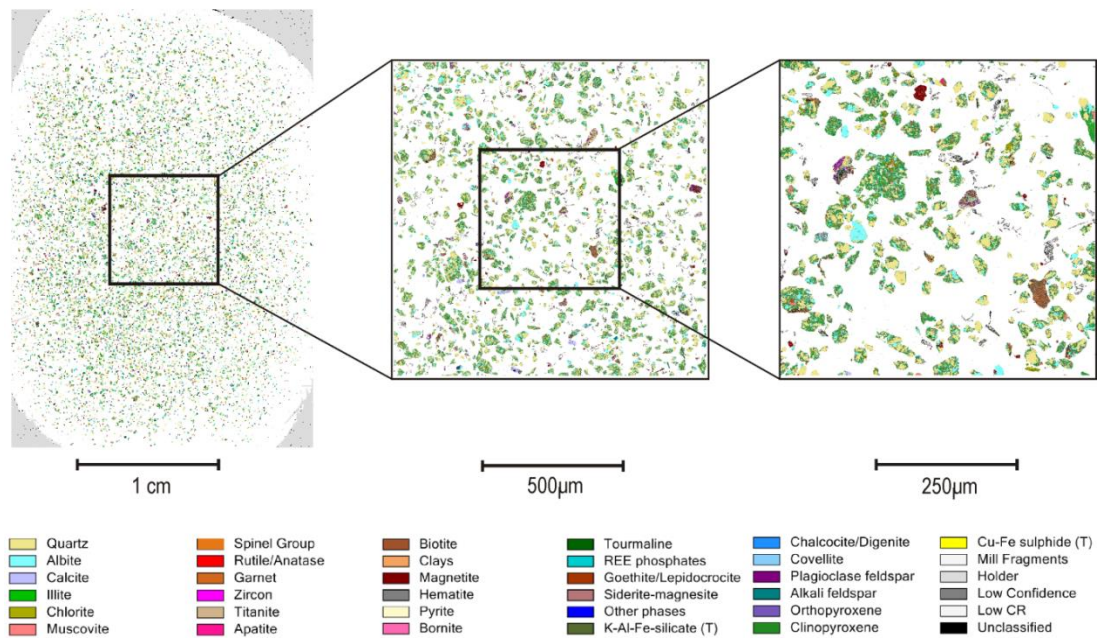 1 cm 500µm 250µm
Quartz Spinel Group Biotite Tourmaline Chalcocite/Digenite Cu-Fe sulphide (T)
Albite Rutile/Anatase Clays REE phosphates Covellite Mill Fragments
Calcite Garnet Magnetite Goethite/Lepidocrocite Plagioclase feldspar Holder
Illite Zircon Hematite Siderite-magnesite Alkali feldspar Low Confidence
Chlorite Titanite Pyrite Other phases Orthopyroxene Low CR
Muscovite Apatite Bornite K-Al-Fe-silicate (T) Clinopyroxene Unclassified